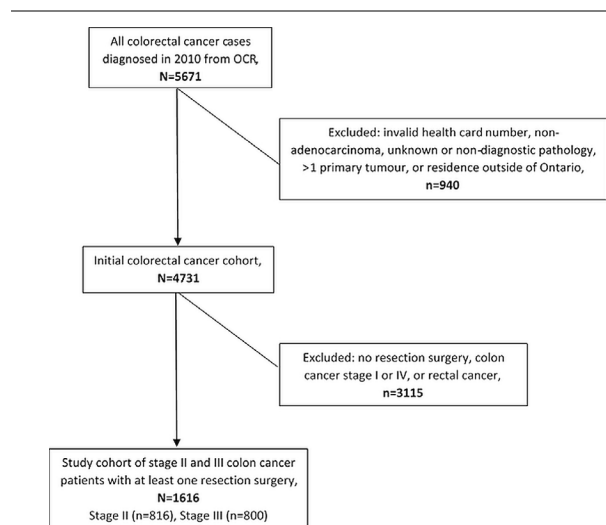 All colorectal cancer cases
diagnosed in 2010 from OCR,
N=5671
Excluded: invalid health card number, non-
adenocarcinoma, unknown or non-diagnostic pathology,
>1 primary tumour, or residence outside of Ontario,
n=940
Initial colorectal cancer cohort,
N=4731
Excluded: no resection surgery, colon
cancer stage I or IV, or rectal cancer,
n=3115
Study cohort of stage II and III colon cancer
patients with at least one resection surgery,
N=1616
Stage II (n=816), Stage III (n=800)